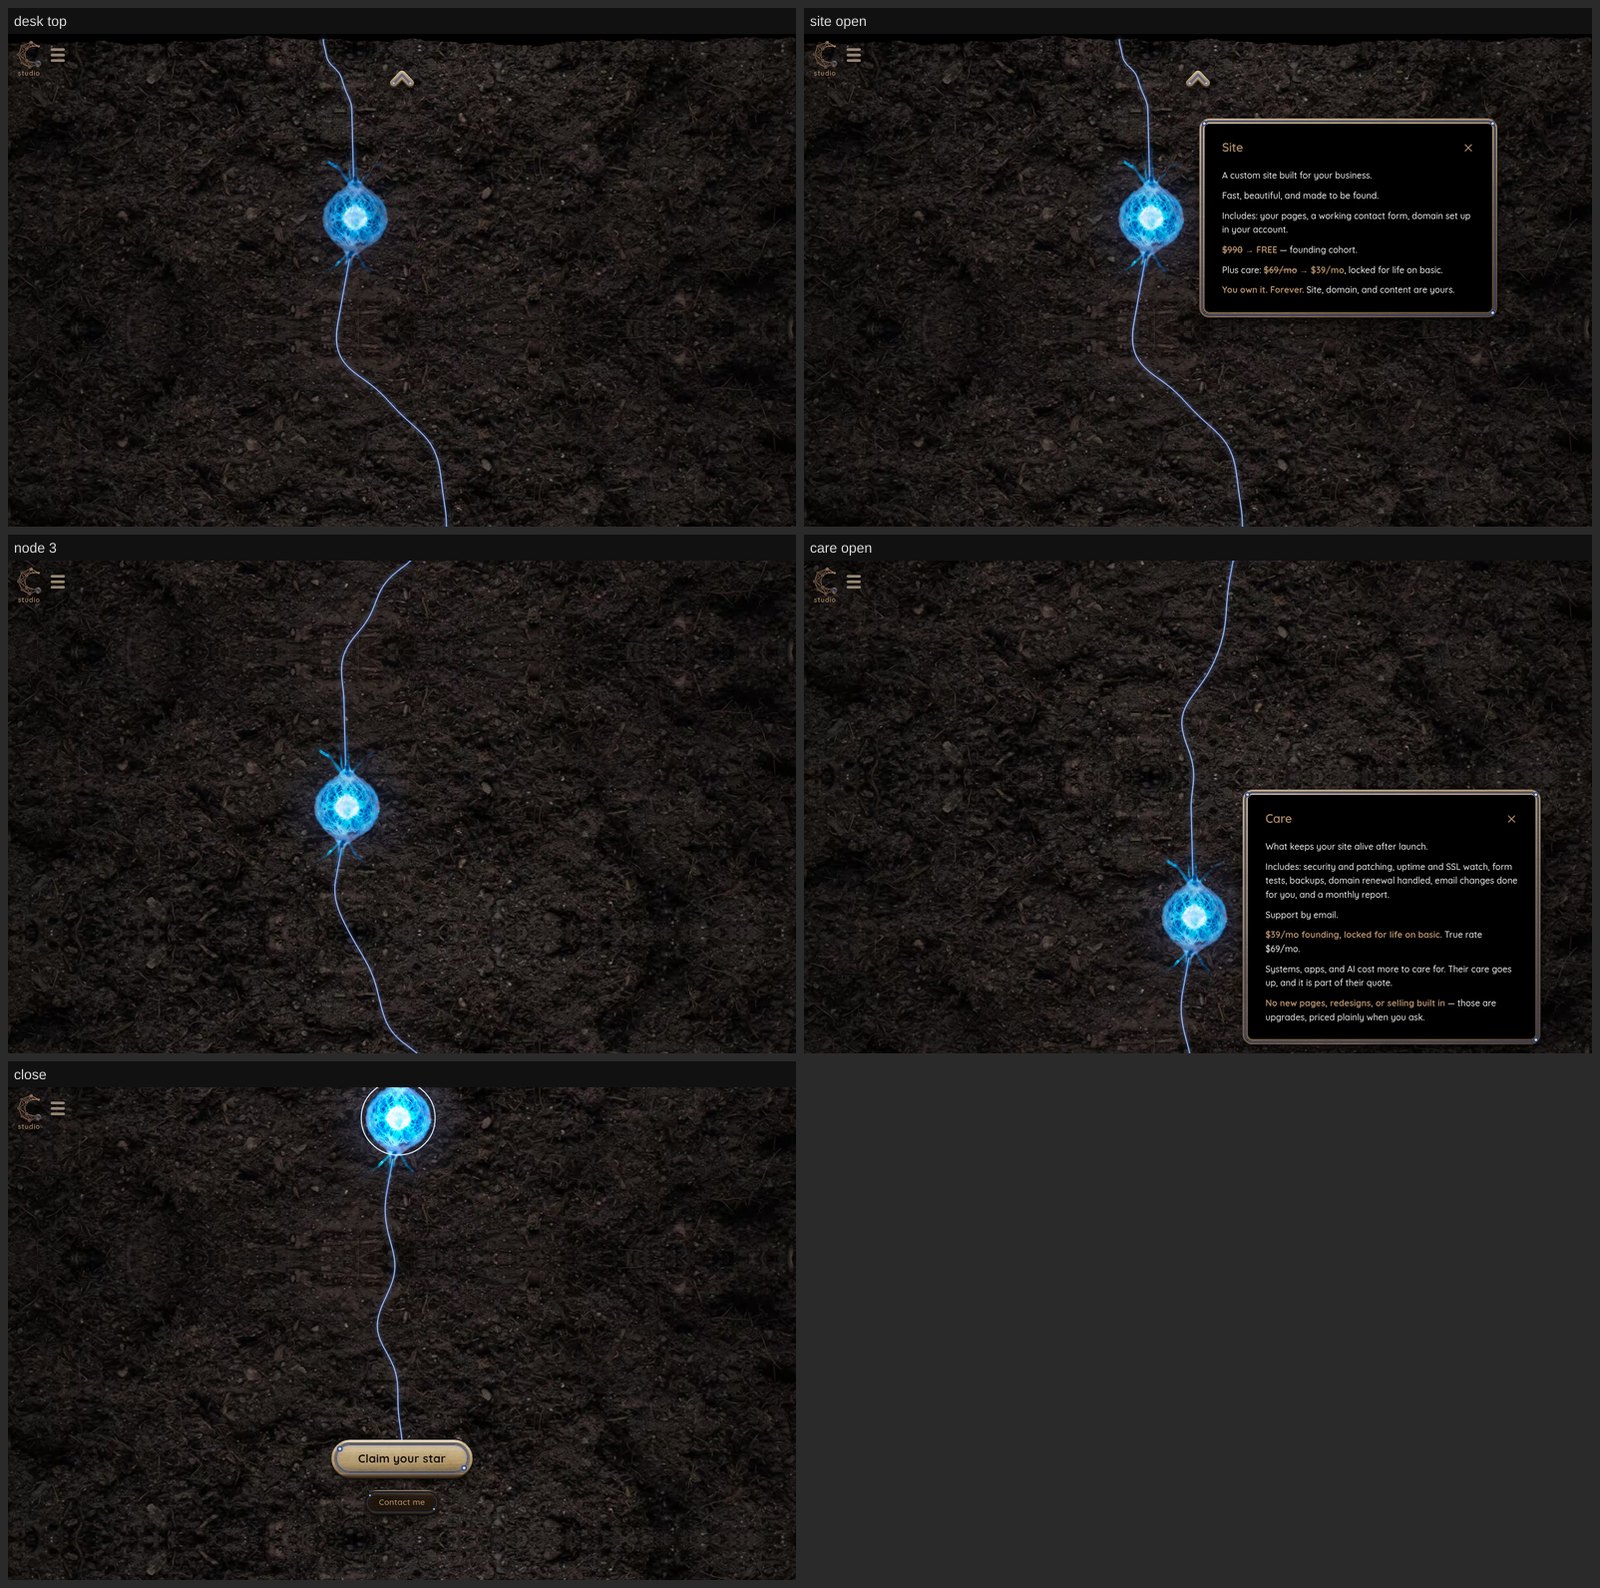 desk top
studio
site open
studio
Site
A custom site built for your business.
Fast, beautiful, and made to be found.
Includes: your pages, a working contact form, domain set up
in your account.
$990 → FREE — founding cohort.
Plus care: $69/mo → $39/mo, locked for life on basic.
You own it. Forever. Site, domain, and content are yours.
node 3
studio
care open
studio
Care
What keeps your site alive after launch.
Includes: security and patching, uptime and SSL watch, form
tests, backups, domain renewal handled, email changes done
for you, and a monthly report.
Support by email.
$39/mo founding, locked for life on basic. True rate
$69/mo.
Systems, apps, and AI cost more to care for. Their care goes
up, and it is part of their quote.
No new pages, redesigns, or selling built in — those are
upgrades, priced plainly when you ask.
close
studio
Claim your star
Contact me